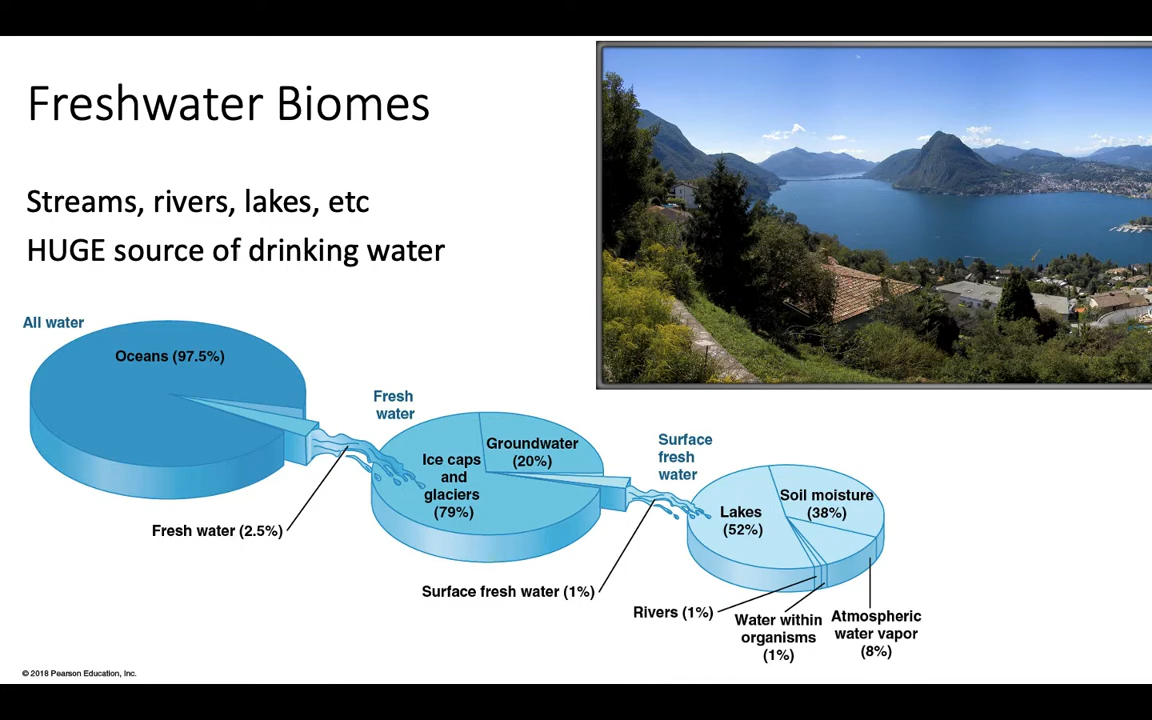 Freshwater Biomes
Streams, rivers, lakes, etc
HUGE source of drinking water
All water
Oceans (97.5%)
Fresh water (2.5%)
Fresh
water
Ice caps
and
glaciers
(79%)
Groundwater
(20%)
Surface fresh water (1%)
Surface
fresh
water
Lakes
(52%)
Soil moisture
(38%)
Rivers (1%)
Water within
organisms
(1%)
Atmospheric
water vapor
(8%)
© 2018 Pearson Education, Inc.